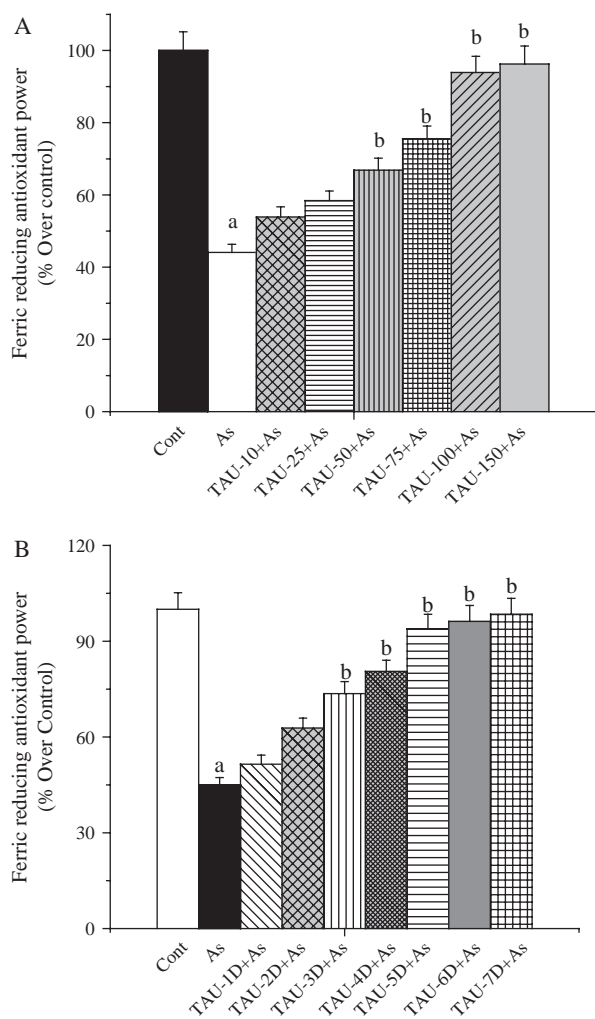 A
Ferric reducing antioxidant power
(% Over control)
100
80
60
40
20
0
a
b
b
b
b
Cont
As
TAU-10+As
TAU-25+As
TAU-50+As
TAU-75+As
TAU-100+As
TAU-150+As
B
Ferric reducing antioxidant power
(% Over Control)
120
90
60
30
0
a
b
b
b
b
b
Cont
As
TAU-1D+As
TAU-2D+As
TAU-3D+As
TAU-4D+As
TAU-5D+As
TAU-6D+As
TAU-7D+As